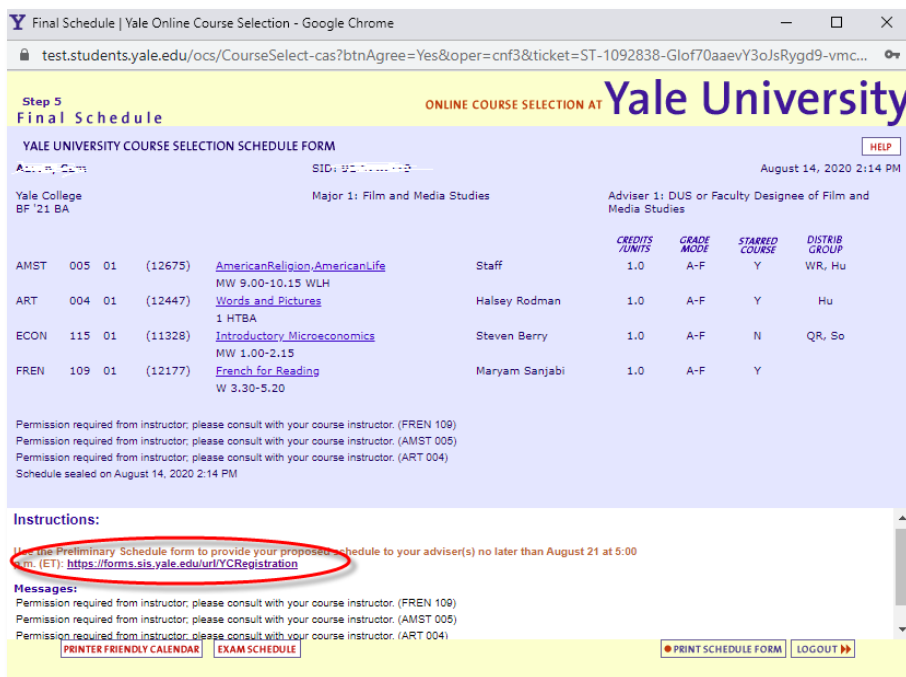 Y Final Schedule | Yale Online Course Selection - Google Chrome
test.students.yale.edu/ocs/CourseSelect-cas?btnAgree=Yes&oper=cnf3&ticket=ST-1092838-Glof70aaevY3oJsRygd9-vmc...
Step 5
Final Schedule
ONLINE COURSE SELECTION AT Yale University
YALE UNIVERSITY COURSE SELECTION SCHEDULE FORM
HELP
SID: August 14, 2020 2:14 PM
Yale College Major 1: Film and Media Studies Adviser 1: DUS or Faculty Designee of Film and
BF '21 BA Media Studies
CREDITS /UNITS GRADE MODE STARRED COURSE DISTRIB GROUP
AMST 005 01 (12675) AmericanReligion,AmericanLife Staff 1.0 A-F Y WR, Hu
MW 9.00-10.15 WLH
ART 004 01 (12447) Words and Pictures Halsey Rodman 1.0 A-F Y Hu
1 HTBA
ECON 115 01 (11328) Introductory Microeconomics Steven Berry 1.0 A-F N QR, So
MW 1.00-2.15
FREN 109 01 (12177) French for Reading Maryam Sanjabi 1.0 A-F Y
W 3.30-5.20
Permission required from instructor; please consult with your course instructor. (FREN 109)
Permission required from instructor; please consult with your course instructor. (AMST 005)
Permission required from instructor; please consult with your course instructor. (ART 004)
Schedule sealed on August 14, 2020 2:14 PM
Instructions:
Use the Preliminary Schedule form to provide your proposed schedule to your adviser(s) no later than August 21 at 5:00
p.m. (ET): https://forms.sis.yale.edu/url/YCRegistration
Messages:
Permission required from instructor; please consult with your course instructor. (FREN 109)
Permission required from instructor; please consult with your course instructor. (AMST 005)
Permission required from instructor; please consult with your course instructor. (ART 004)
PRINTER FRIENDLY CALENDAR EXAM SCHEDULE PRINT SCHEDULE FORM LOGOUT